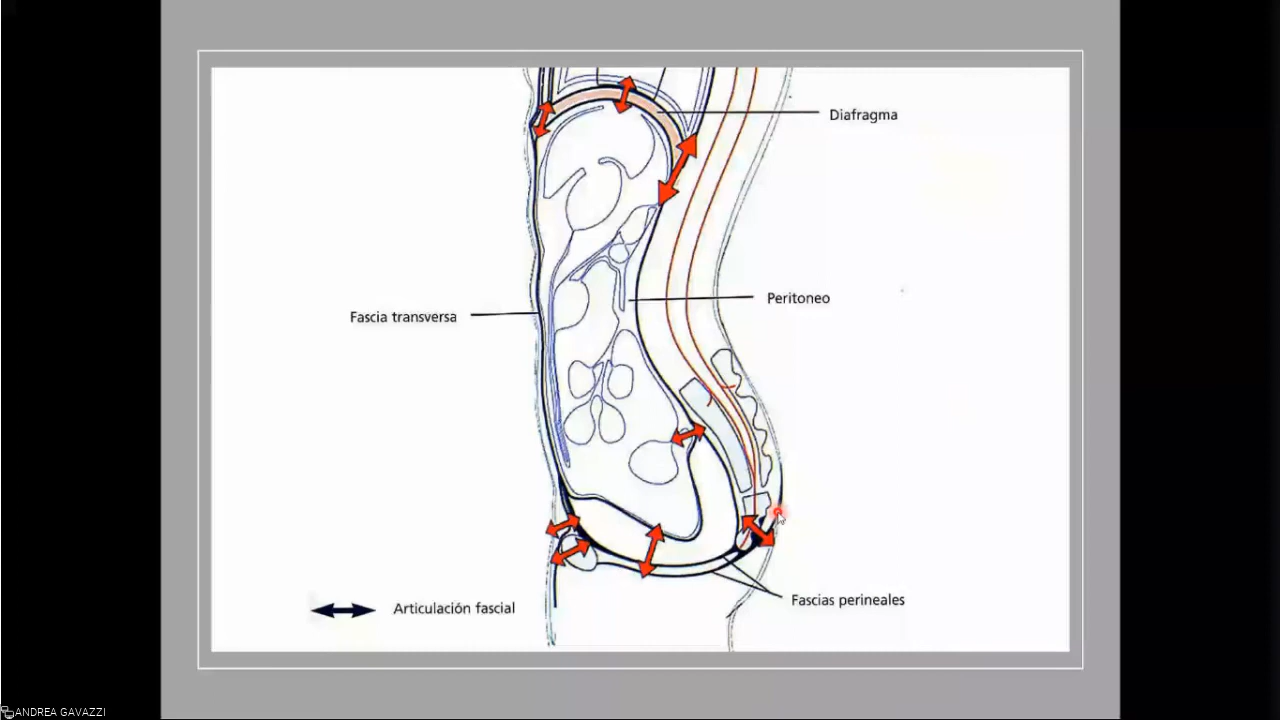 Diafragma
Peritoneo
Fascia transversa
Fascias perineales
Articulación fascial
ANDREA GAVAZZI